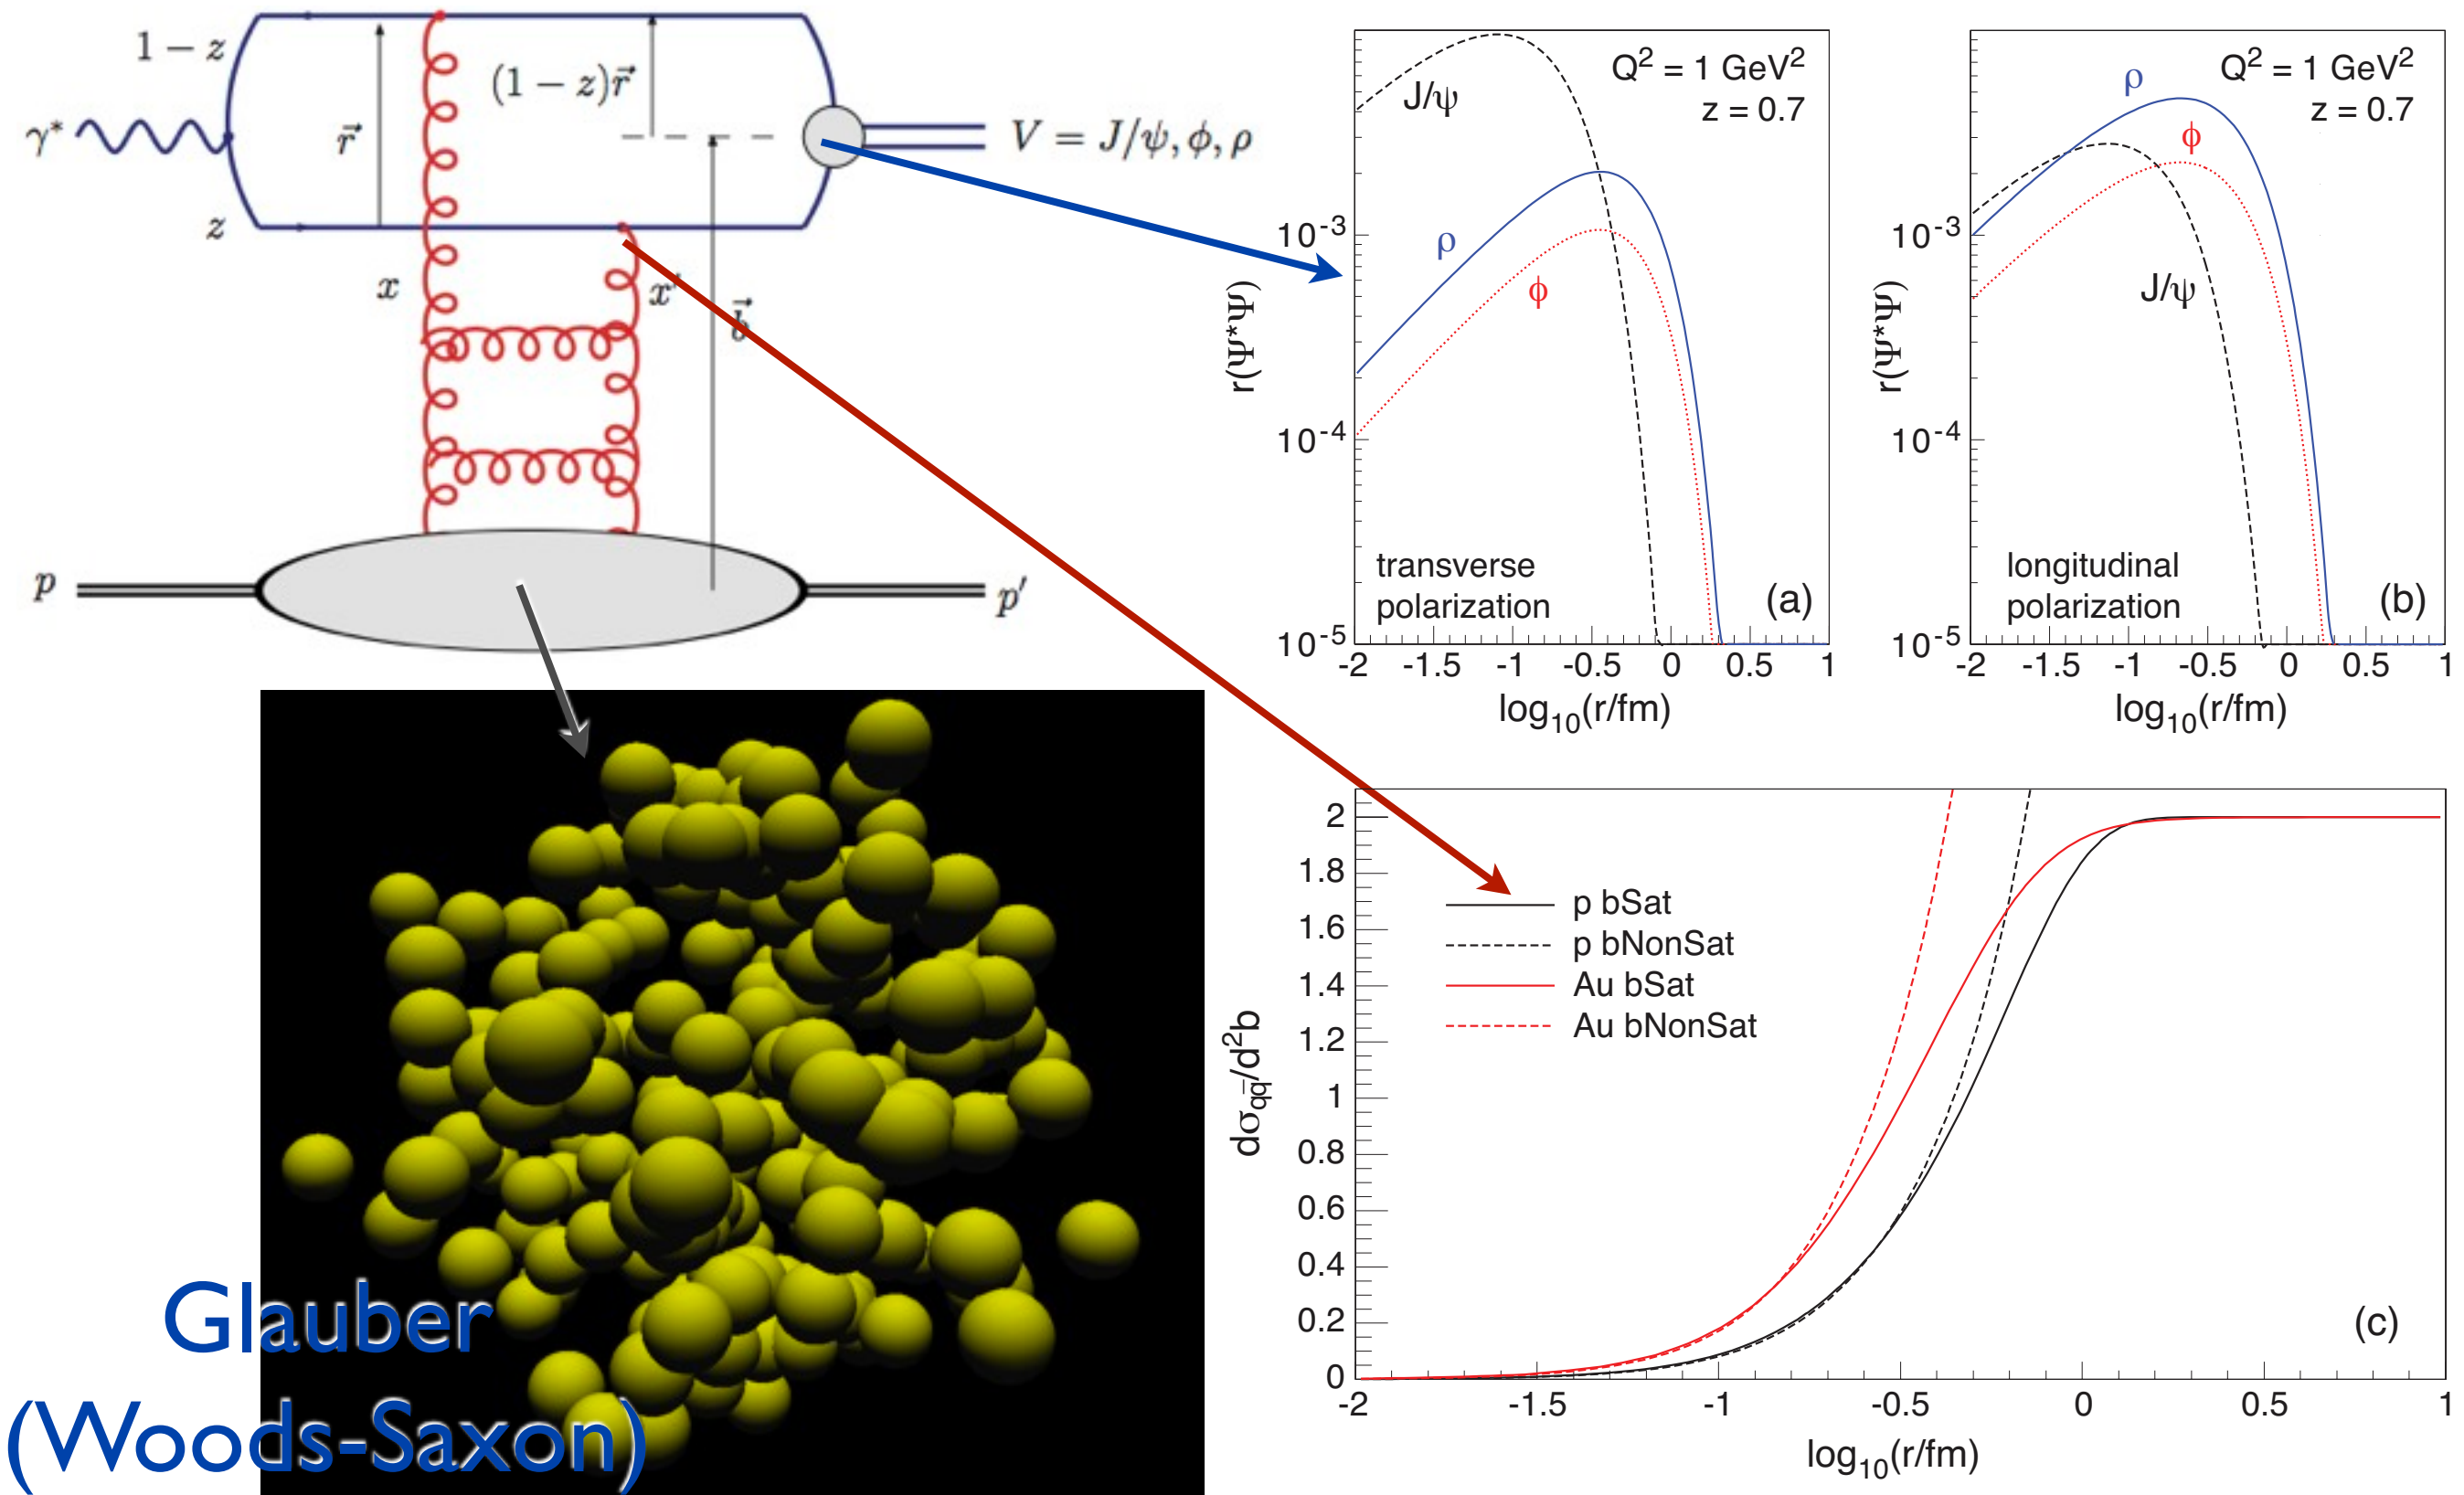 1 − z
(1 − z)r⃗
γ*
r⃗
V = J/ψ, ϕ, ρ
z
x
x'
b⃗
p
p′
Glauber
(Woods-Saxon)
Q² = 1 GeV²
z = 0.7
J/ψ
ρ
ϕ
r(Ψ*Ψ)
10⁻³
10⁻⁴
10⁻⁵
transverse
polarization
(a)
-2 -1.5 -1 -0.5 0 0.5 1
log₁₀(r/fm)
Q² = 1 GeV²
z = 0.7
ρ
ϕ
J/ψ
r(Ψ*Ψ)
10⁻³
10⁻⁴
10⁻⁵
longitudinal
polarization
(b)
-2 -1.5 -1 -0.5 0 0.5 1
log₁₀(r/fm)
dσqq̄/d²b
2
1.8
1.6
1.4
1.2
1
0.8
0.6
0.4
0.2
0
p bSat
p bNonSat
Au bSat
Au bNonSat
(c)
-2 -1.5 -1 -0.5 0 0.5 1
log₁₀(r/fm)